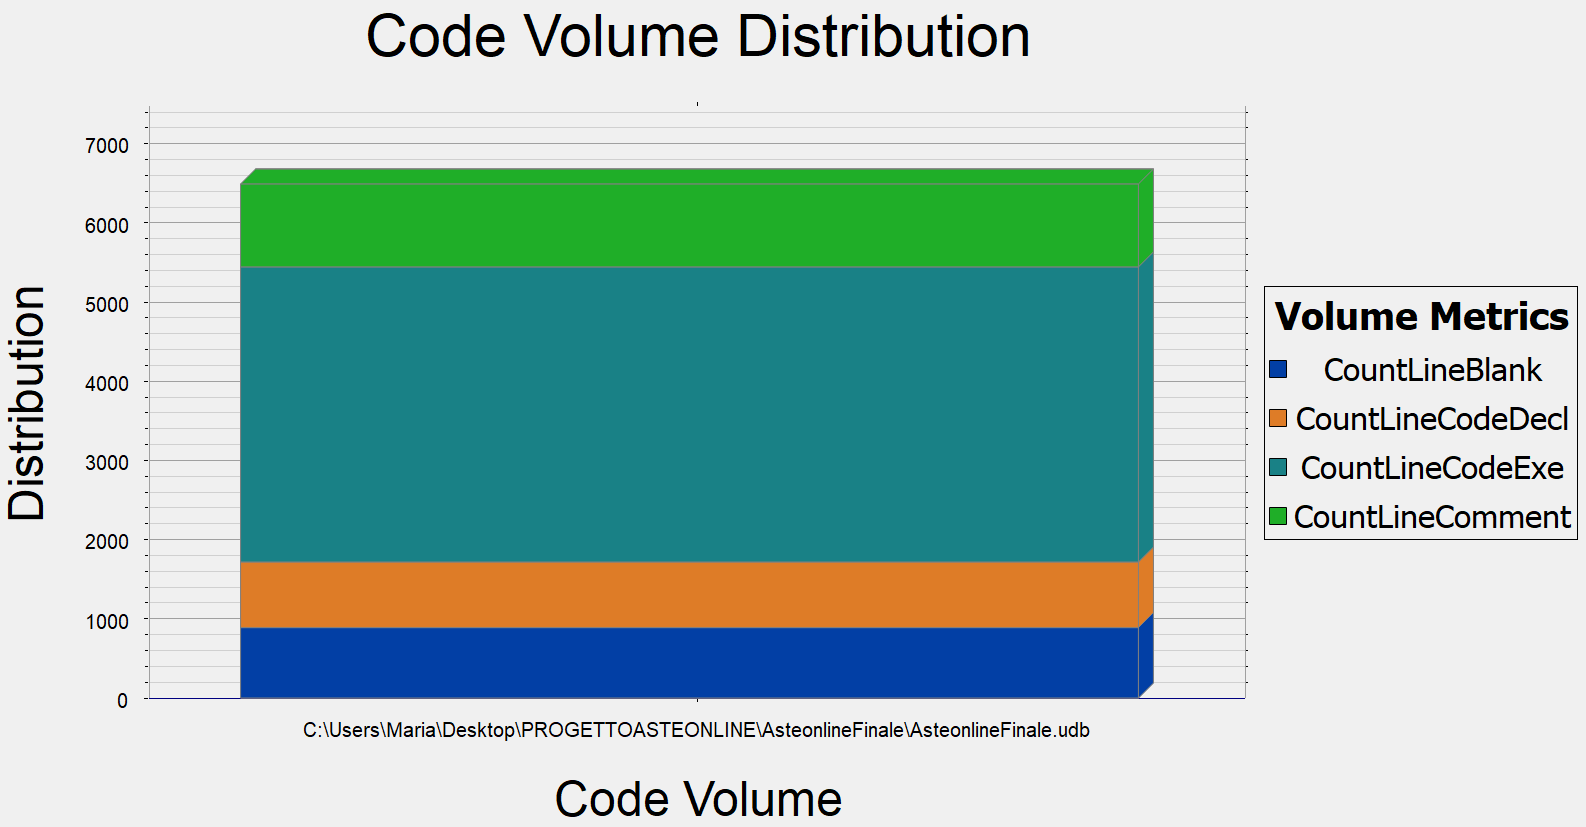 Code Volume Distribution
Distribution
7000
6000
5000
4000
3000
2000
1000
0
C:\Users\Maria\Desktop\PROGETTOASTEONLINE\AsteonlineFinale\AsteonlineFinale.udb
Code Volume
Volume Metrics
CountLineBlank
CountLineCodeDecl
CountLineCodeExe
CountLineComment